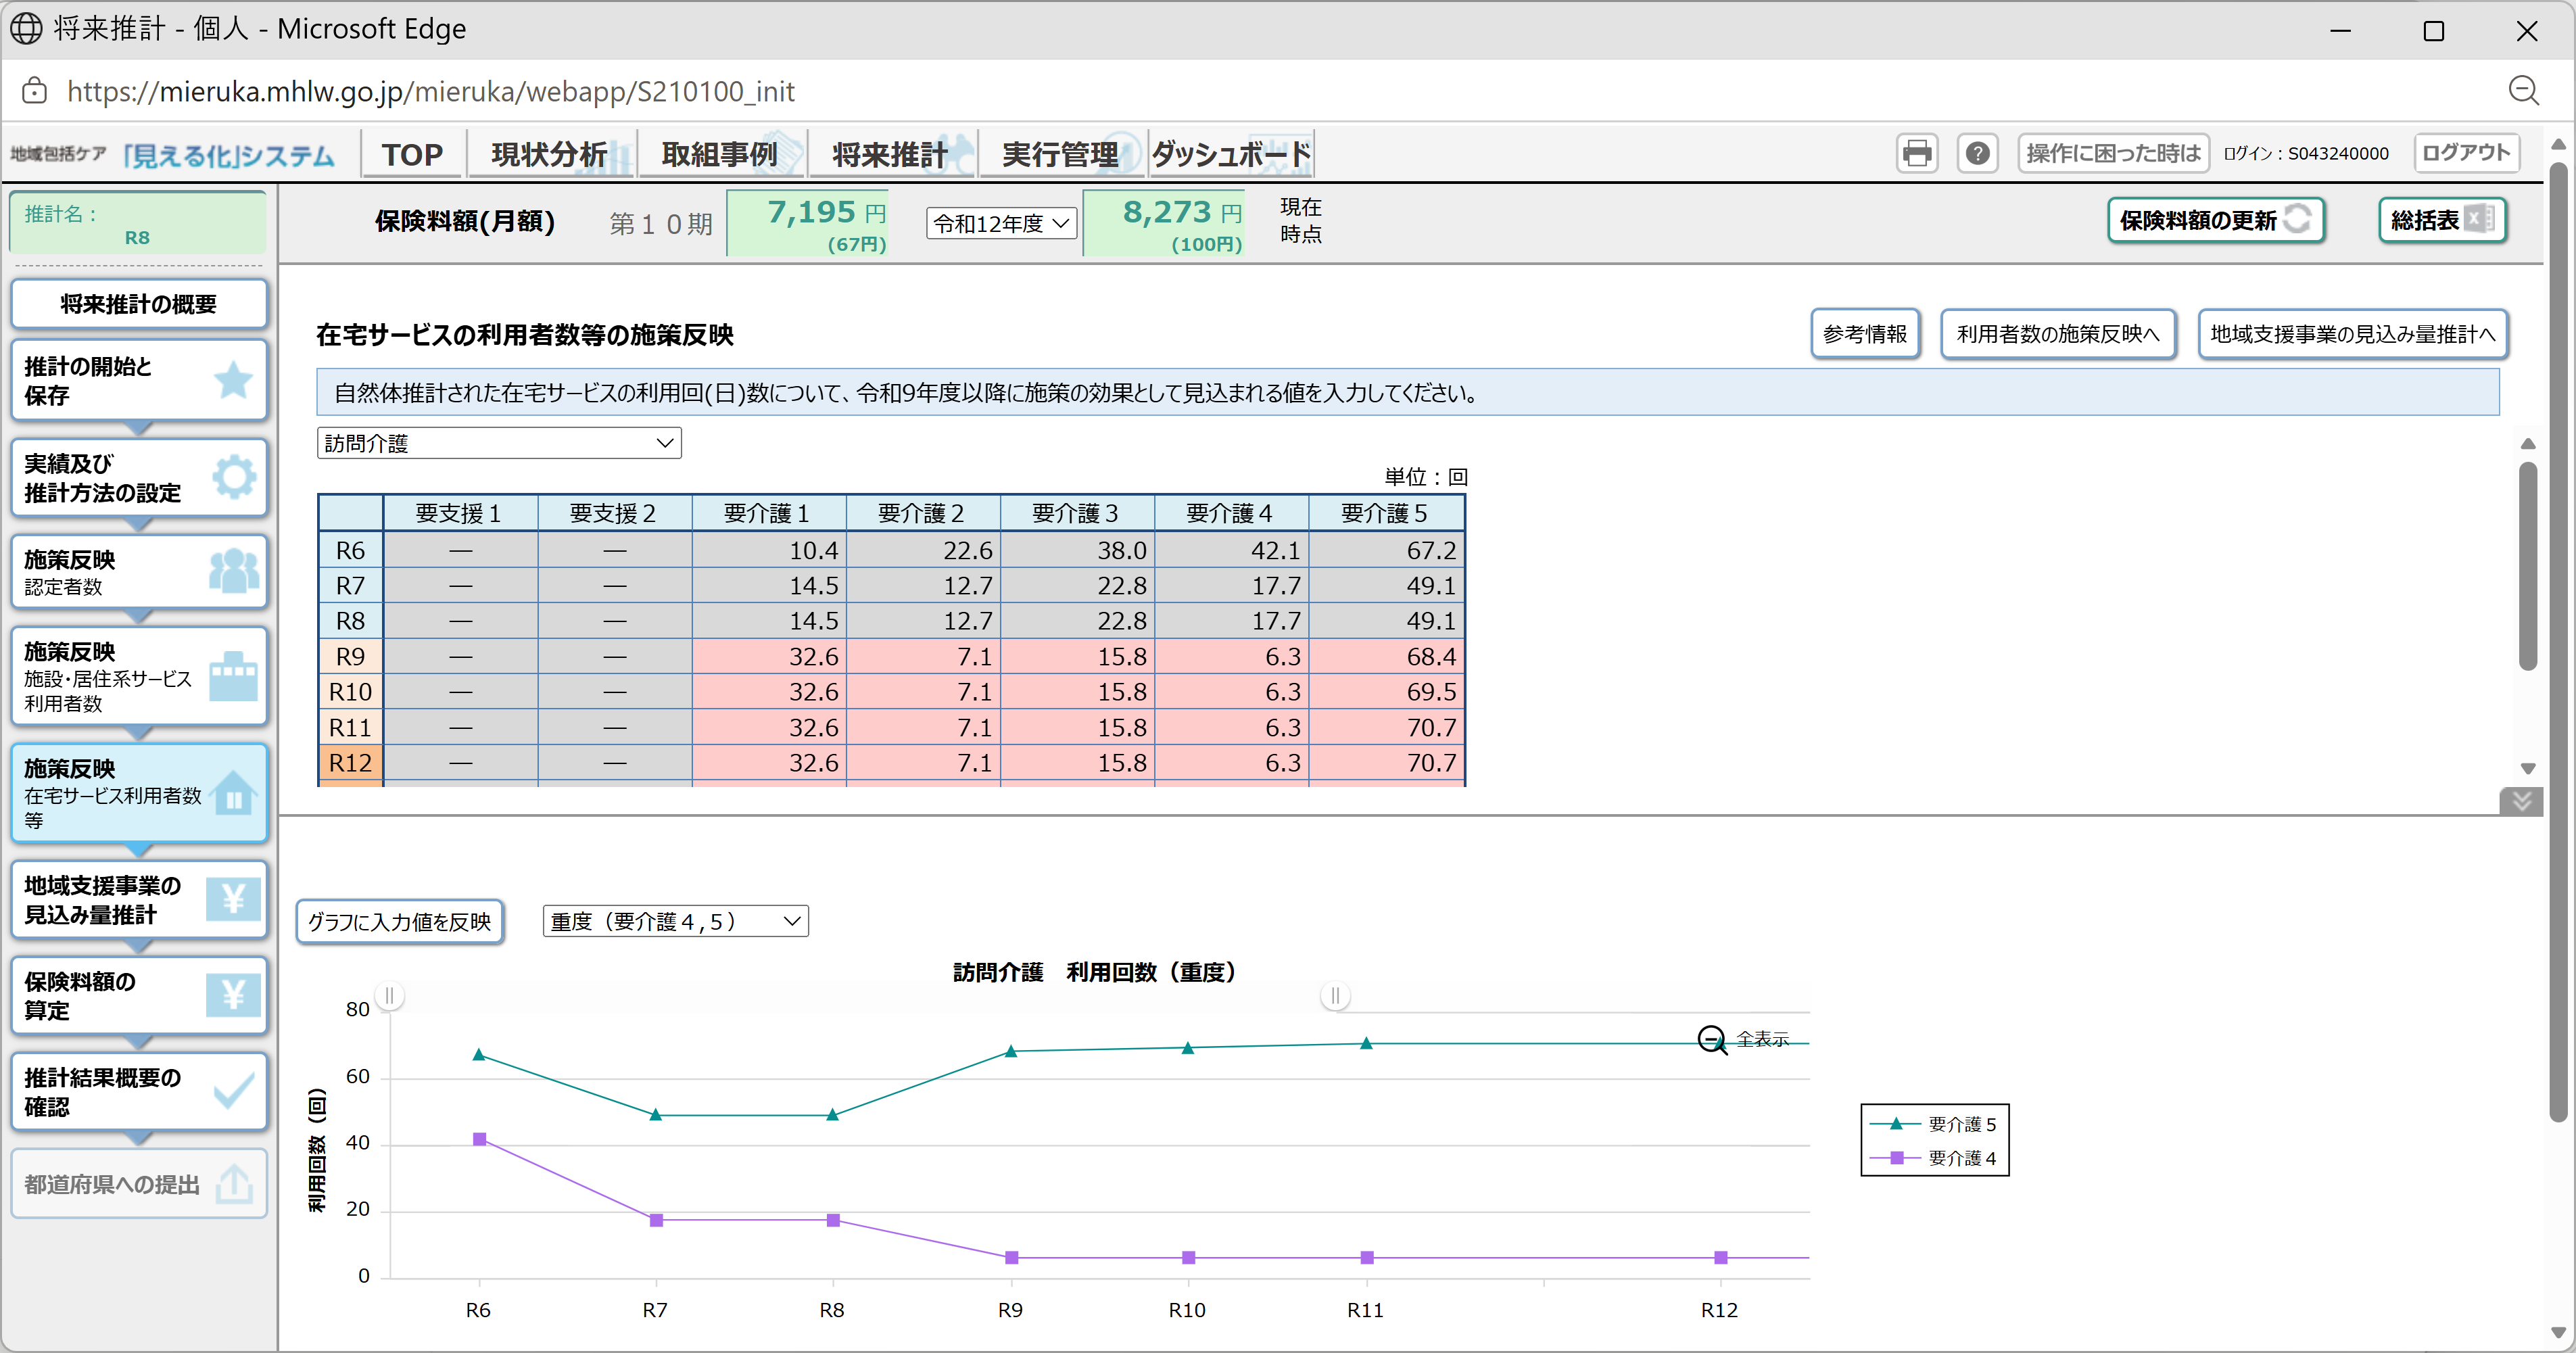 将来推計 - 個人 - Microsoft Edge
https://mieruka.mhlw.go.jp/mieruka/webapp/S210100_init
地域包括ケア 「見える化」システム TOP 現状分析 取組事例 将来推計 実行管理 ダッシュボード ? 操作に困った時は ログイン：S043240000 ログアウト
推計名：
R8
保険料額(月額) 第１０期 7,195 円 (67円) 令和12年度 8,273 円 (100円) 現在時点 保険料額の更新 総括表
将来推計の概要
推計の開始と
保存
実績及び
推計方法の設定
施策反映
認定者数
施策反映
施設・居住系サービス
利用者数
施策反映
在宅サービス利用者数
等
地域支援事業の
見込み量推計
¥
保険料額の
算定
¥
推計結果概要の
確認
都道府県への提出
在宅サービスの利用者数等の施策反映
参考情報 利用者数の施策反映へ 地域支援事業の見込み量推計へ
自然体推計された在宅サービスの利用回(日)数について、令和9年度以降に施策の効果として見込まれる値を入力してください。
訪問介護
単位：回
要支援１ 要支援２ 要介護１ 要介護２ 要介護３ 要介護４ 要介護５
R6 ― ― 10.4 22.6 38.0 42.1 67.2
R7 ― ― 14.5 12.7 22.8 17.7 49.1
R8 ― ― 14.5 12.7 22.8 17.7 49.1
R9 ― ― 32.6 7.1 15.8 6.3 68.4
R10 ― ― 32.6 7.1 15.8 6.3 69.5
R11 ― ― 32.6 7.1 15.8 6.3 70.7
R12 ― ― 32.6 7.1 15.8 6.3 70.7
グラフに入力値を反映 重度（要介護４,５）
訪問介護　利用回数（重度）
全表示
利用回数（回）
80
60
40
20
0
R6 R7 R8 R9 R10 R11 R12
要介護５
要介護４